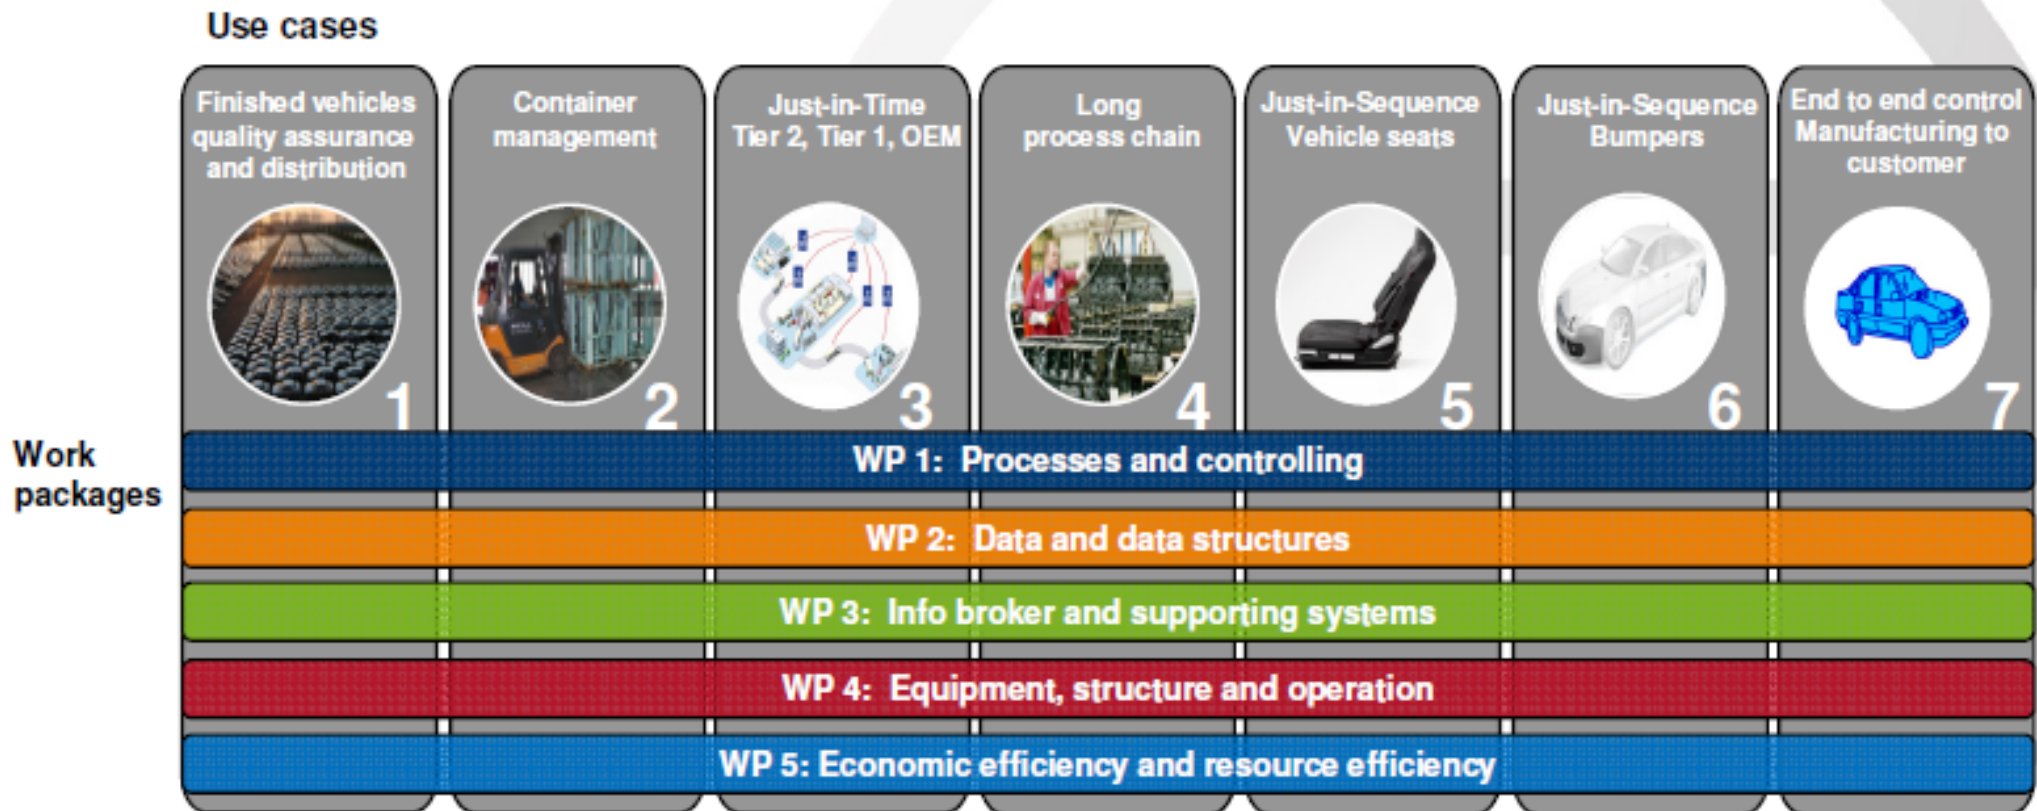 Use cases
Finished vehicles
quality assurance
and distribution
1
Container
management
2
Just-in-Time
Tier 2, Tier 1, OEM
3
Long
process chain
4
Just-in-Sequence
Vehicle seats
5
Just-in-Sequence
Bumpers
6
End to end control
Manufacturing to
customer
7
Work
packages
WP 1: Processes and controlling
WP 2: Data and data structures
WP 3: Info broker and supporting systems
WP 4: Equipment, structure and operation
WP 5: Economic efficiency and resource efficiency